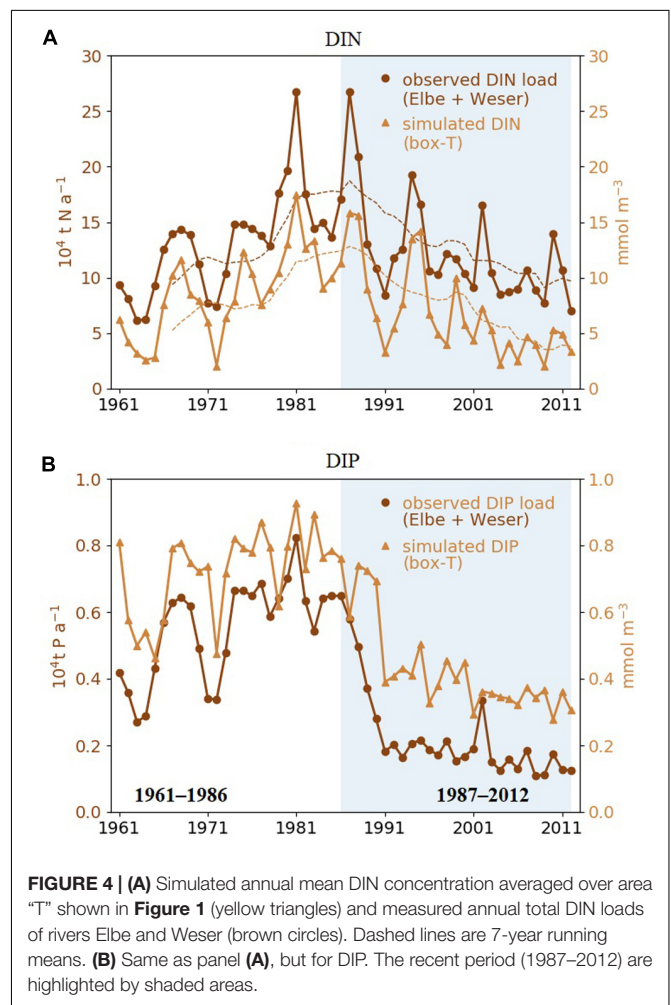 A
DIN
30
25
20
15
10
5
0
10⁴ t N a⁻¹
observed DIN load
(Elbe + Weser)
simulated DIN
(box-T)
30
25
20
15
10
5
0
mmol m⁻³
1961
1971
1981
1991
2001
2011
B
DIP
1.0
0.8
0.6
0.4
0.2
0.0
10⁴t P a⁻¹
observed DIP load
(Elbe + Weser)
simulated DIP
(box-T)
1.0
0.8
0.6
0.4
0.2
0.0
mmol m⁻³
1961–1986
1987–2012
1961
1971
1981
1991
2001
2011
FIGURE 4 | (A) Simulated annual mean DIN concentration averaged over area
“T” shown in Figure 1 (yellow triangles) and measured annual total DIN loads
of rivers Elbe and Weser (brown circles). Dashed lines are 7-year running
means. (B) Same as panel (A), but for DIP. The recent period (1987–2012) are
highlighted by shaded areas.